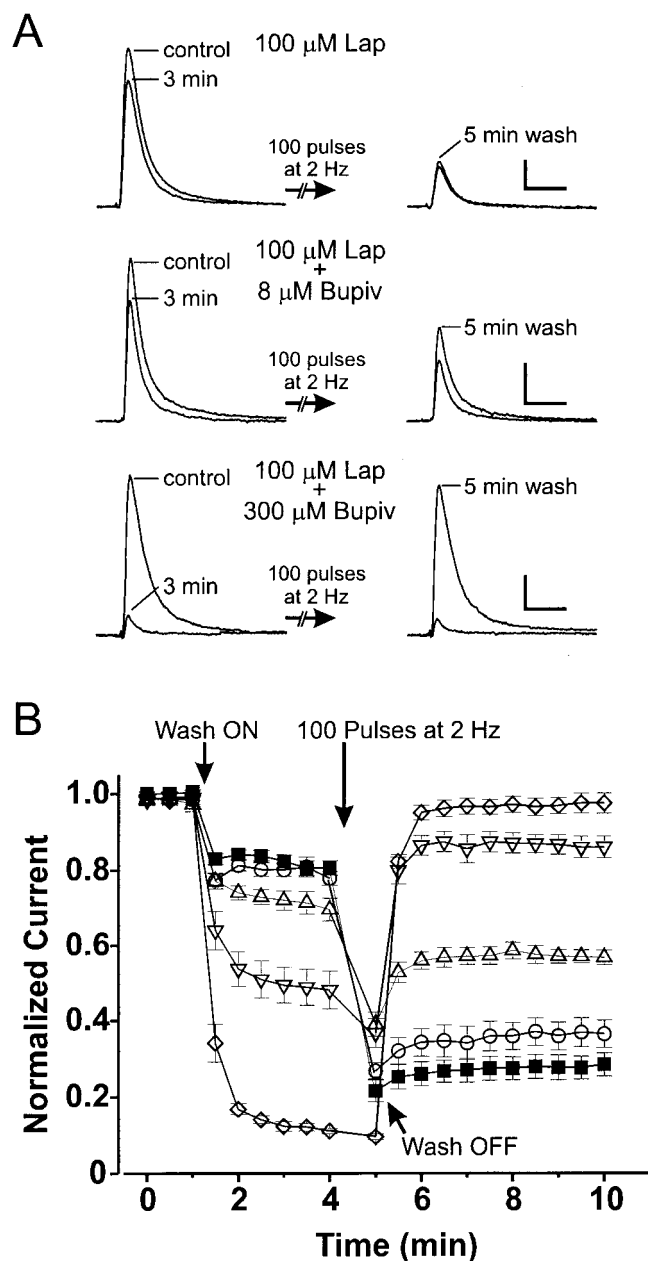 A
control
100 μM Lap
3 min
100 pulses
at 2 Hz
5 min wash
control
100 μM Lap
+
8 μM Bupiv
3 min
100 pulses
at 2 Hz
5 min wash
control
100 μM Lap
+
300 μM Bupiv
3 min
100 pulses
at 2 Hz
5 min wash
B
Wash ON
100 Pulses at 2 Hz
1.0
0.8
0.6
0.4
0.2
0
Normalized Current
Wash OFF
0 2 4 6 8 10
Time (min)